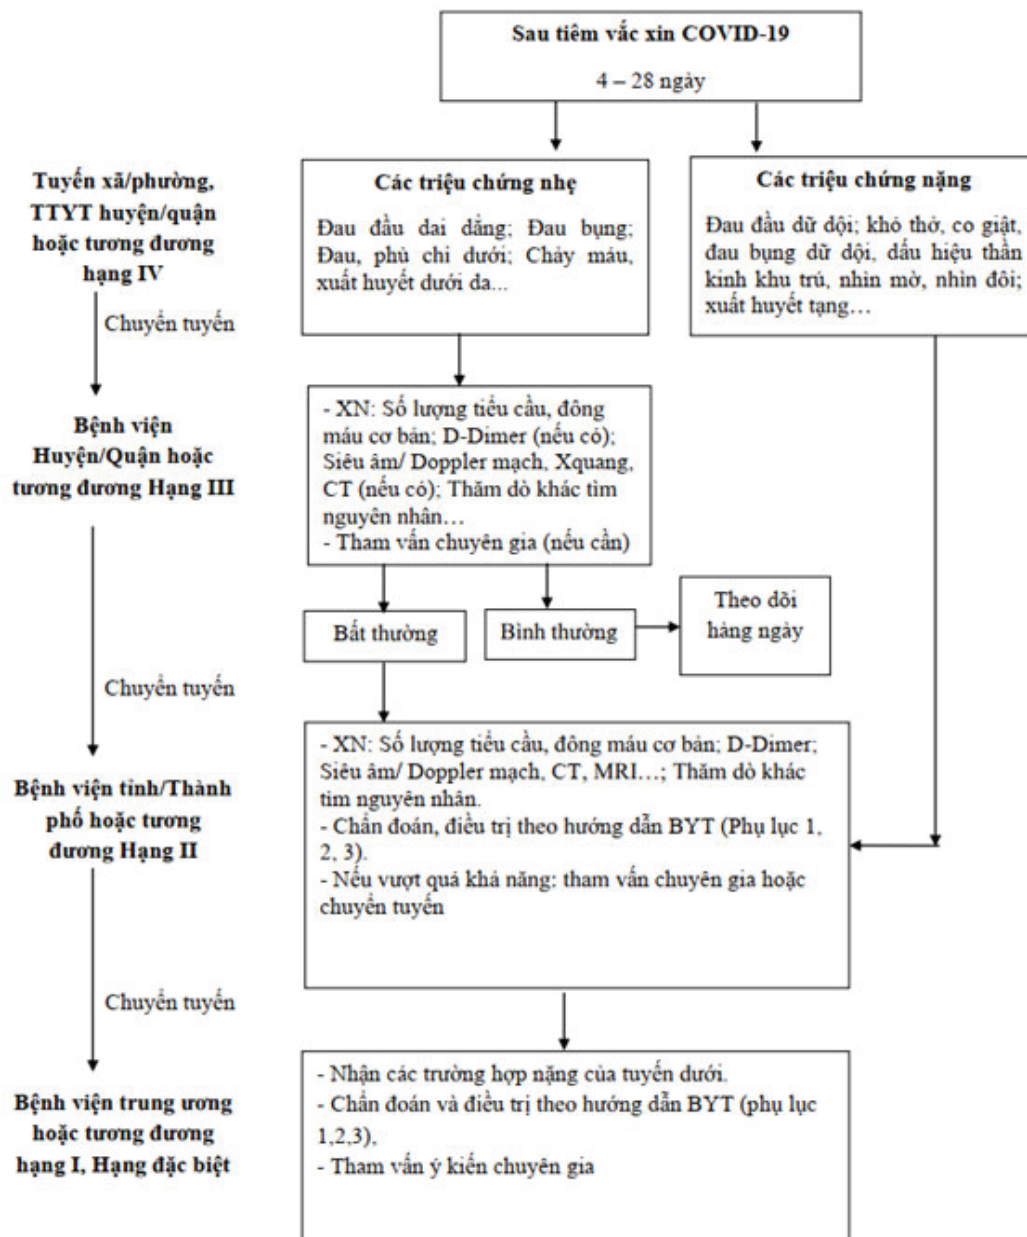 Sau tiêm vắc xin COVID-19
4 – 28 ngày
Tuyến xã/phường,
TTYT huyện/quận
hoặc tương đương
hạng IV
Các triệu chứng nhẹ
Đau đầu dai dẳng; Đau bụng;
Đau, phù chi dưới; Chảy máu,
xuất huyết dưới da...
Các triệu chứng nặng
Đau đầu dữ dội; khó thở, co giật,
đau bụng dữ dội, dấu hiệu thần
kinh khu trú, nhìn mờ, nhìn đôi;
xuất huyết tạng…
Chuyển tuyến
Bệnh viện
Huyện/Quận hoặc
tương đương Hạng III
- XN: Số lượng tiểu cầu, đông
máu cơ bản; D-Dimer (nếu có);
Siêu âm/ Doppler mạch, Xquang,
CT (nếu có); Thăm dò khác tìm
nguyên nhân…
- Tham vấn chuyên gia (nếu cần)
Bất thường
Bình thường
Theo dõi
hàng ngày
Chuyển tuyến
Bệnh viện tỉnh/Thành
phố hoặc tương
đương Hạng II
- XN: Số lượng tiểu cầu, đông máu cơ bản; D-Dimer;
Siêu âm/ Doppler mạch, CT, MRI…; Thăm dò khác
tìm nguyên nhân.
- Chẩn đoán, điều trị theo hướng dẫn BYT (Phụ lục 1,
2, 3).
- Nếu vượt quá khả năng: tham vấn chuyên gia hoặc
chuyển tuyến
Chuyển tuyến
Bệnh viện trung ương
hoặc tương đương
hạng I, Hạng đặc biệt
- Nhận các trường hợp nặng của tuyến dưới.
- Chẩn đoán và điều trị theo hướng dẫn BYT (phụ lục
1,2,3),
- Tham vấn ý kiến chuyên gia